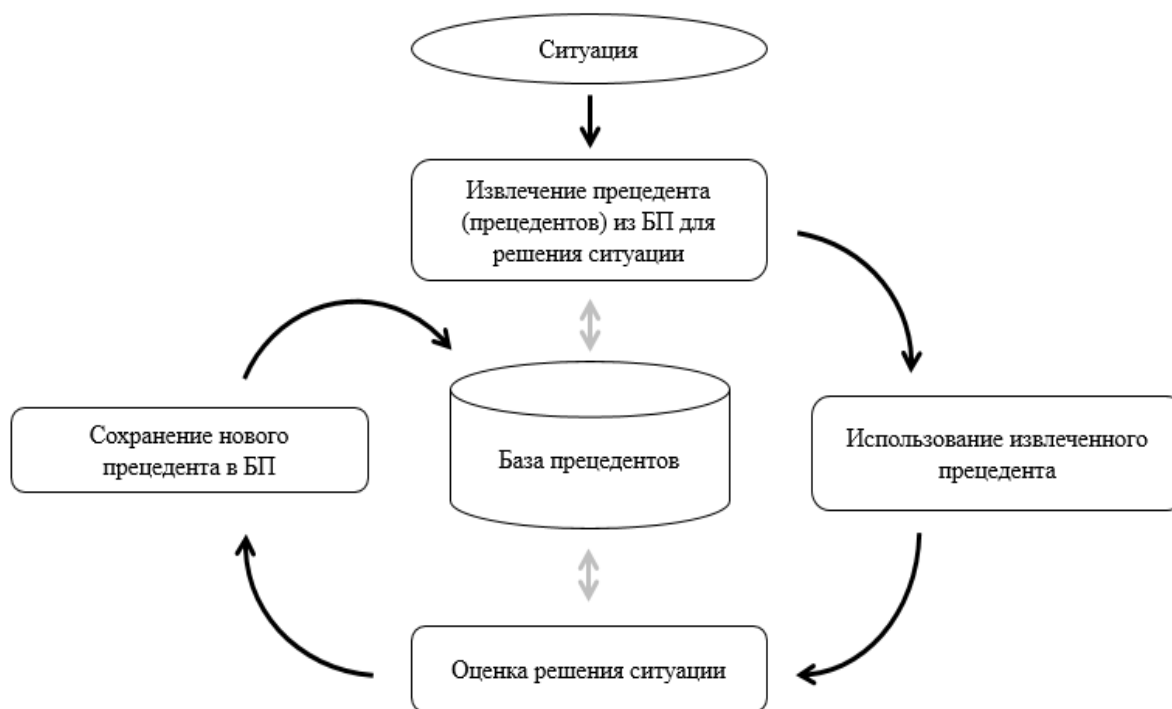 Ситуация
Извлечение прецедента
(прецедентов) из БП для
решения ситуации
Сохранение нового
прецедента в БП
База прецедентов
Использование извлеченного
прецедента
Оценка решения ситуации